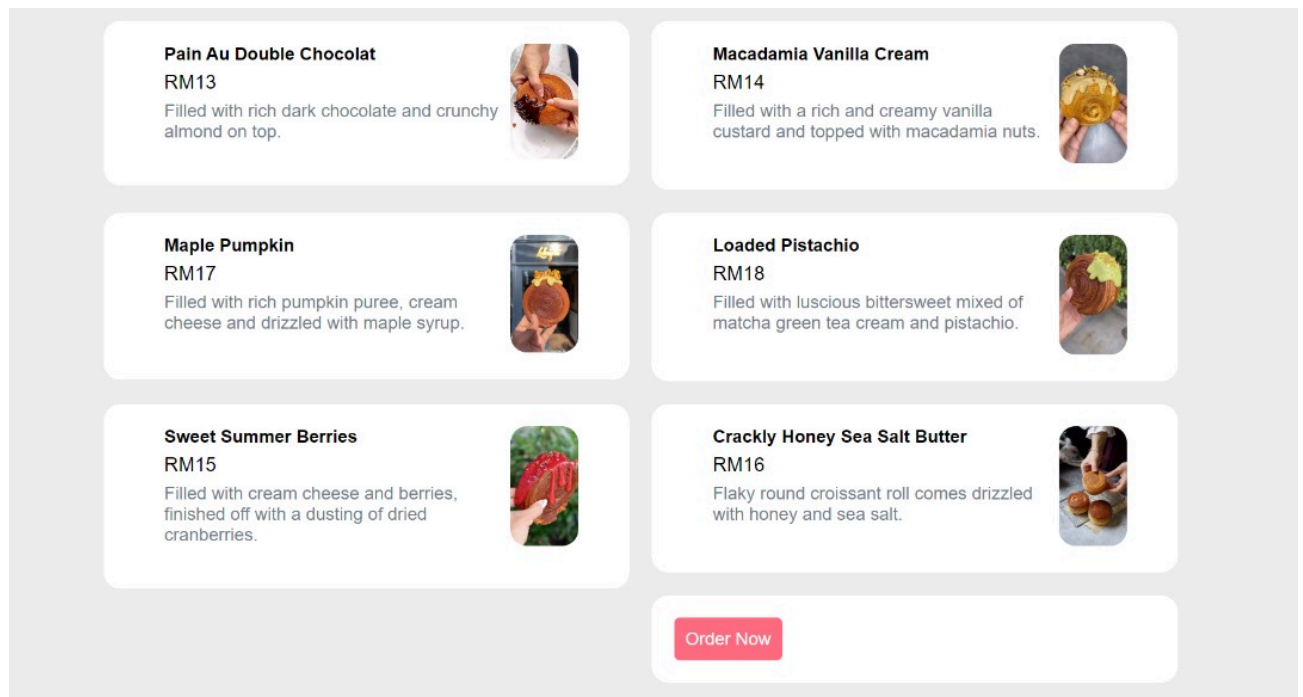 Pain Au Double Chocolat
RM13
Filled with rich dark chocolate and crunchy
almond on top.
Macadamia Vanilla Cream
RM14
Filled with a rich and creamy vanilla
custard and topped with macadamia nuts.
Maple Pumpkin
RM17
Filled with rich pumpkin puree, cream
cheese and drizzled with maple syrup.
Loaded Pistachio
RM18
Filled with luscious bittersweet mixed of
matcha green tea cream and pistachio.
Sweet Summer Berries
RM15
Filled with cream cheese and berries,
finished off with a dusting of dried
cranberries.
Crackly Honey Sea Salt Butter
RM16
Flaky round croissant roll comes drizzled
with honey and sea salt.
Order Now